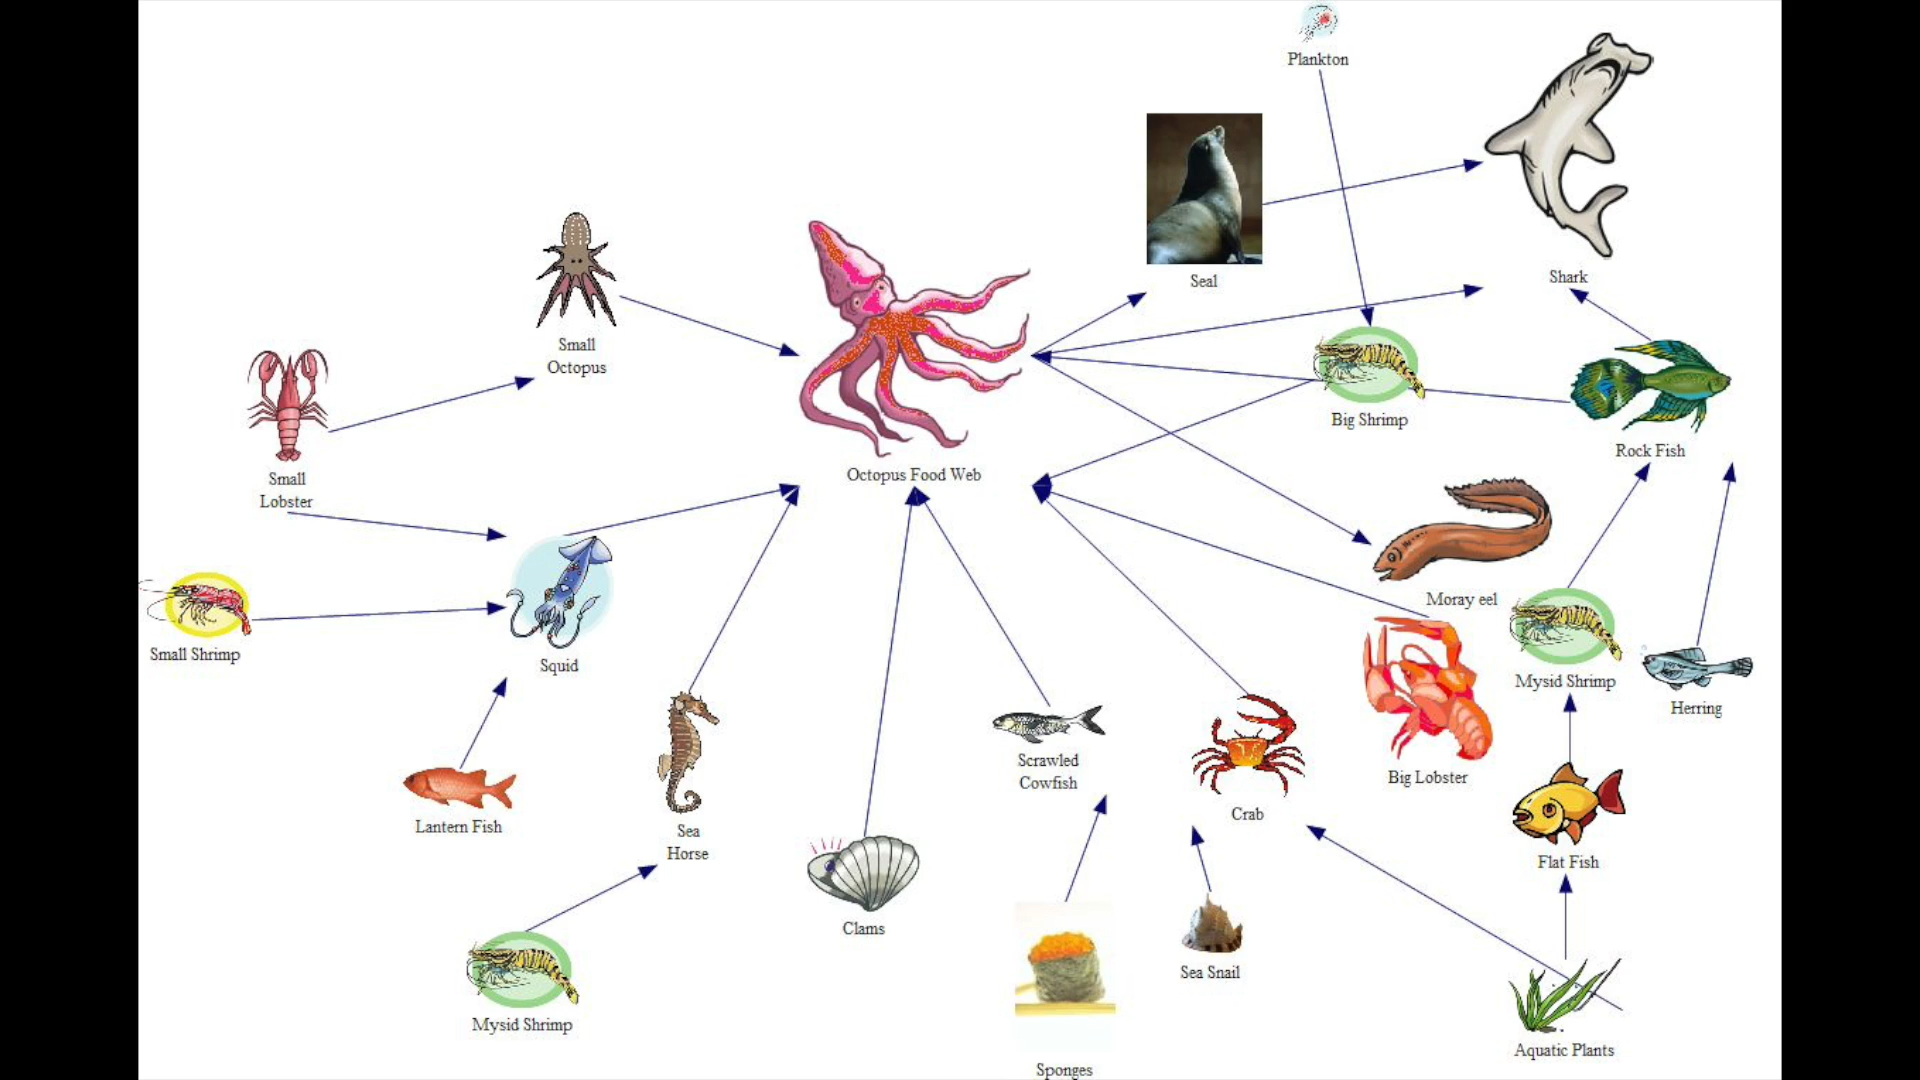 Plankton
Seal
Shark
Small
Octopus
Big Shrimp
Rock Fish
Small
Lobster
Octopus Food Web
Moray eel
Small Shrimp
Squid
Mysid Shrimp
Herring
Scrawled
Cowfish
Big Lobster
Crab
Lantern Fish
Sea
Horse
Flat Fish
Clams
Sea Snail
Mysid Shrimp
Aquatic Plants
Sponges